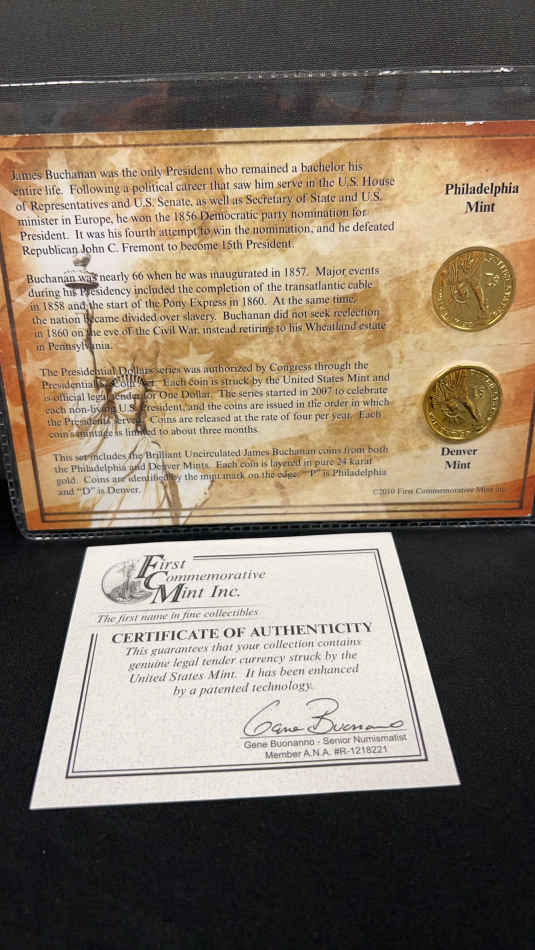 James Buchanan was the only President who remained a bachelor his
entire life. Following a political career that saw him serve in the U.S. House
of Representatives and U.S. Senate, as well as Secretary of State and U.S.
minister in Europe, he won the 1856 Democratic party nomination for
President. It was his fourth attempt to win the nomination, and he defeated
Republican John C. Fremont to become 15th President.
Buchanan was nearly 66 when he was inaugurated in 1857. Major events
during his Presidency included the completion of the transatlantic cable
in 1858 and the start of the Pony Express in 1860. At the same time,
the nation became divided over slavery. Buchanan did not seek reelection
in 1860 on the eve of the Civil War, instead retiring to his Wheatland estate
in Pennsylvania.
The Presidential Dollars series was authorized by Congress through the
Presidential $1 Coin Act. Each coin is struck by the United States Mint and
is official legal tender for One Dollar. The series started in 2007 to celebrate
each non-living U.S. President, and the coins are issued in the order in which
the Presidents served. Coins are released at the rate of four per year. Each
coin's mintage is limited to about three months.
This set includes the Brilliant Uncirculated James Buchanan coins from both
the Philadelphia and Denver Mints. Each coin is layered in pure 24 karat
gold. Coins are identified by the mint mark on the edge. "P" is Philadelphia
and "D" is Denver.
Philadelphia
Mint
Denver
Mint
©2010 First Commemorative Mint inc.
First
Commemorative
Mint Inc.
The first name in fine collectibles
CERTIFICATE OF AUTHENTICITY
This guarantees that your collection contains
genuine legal tender currency struck by the
United States Mint. It has been enhanced
by a patented technology.
Gene Buonanno
Gene Buonanno - Senior Numismatist
Member A.N.A. #R-1218221